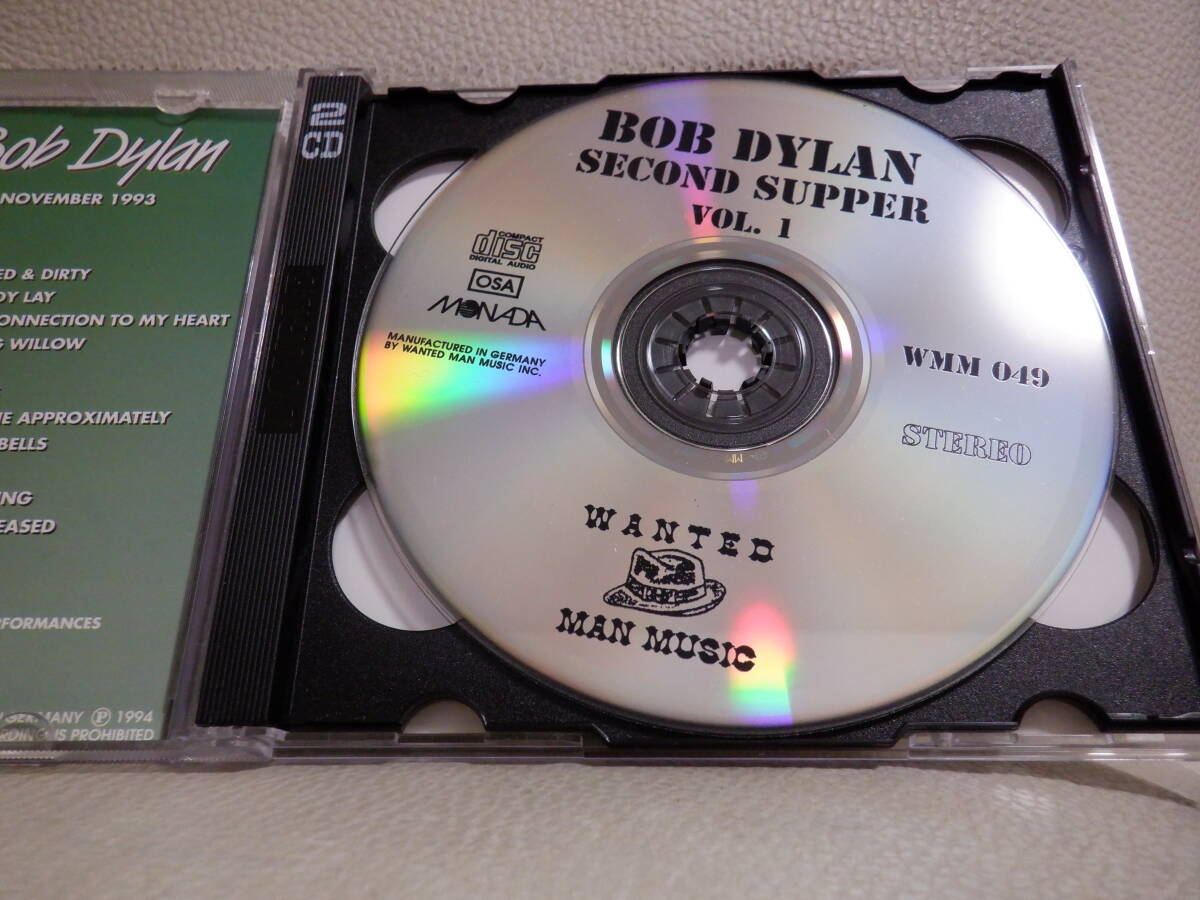 Bob Dylan
NOVEMBER 1993
ED & DIRTY
DY LAY
ONNECTION TO MY HEART
G WILLOW
NE APPROXIMATELY
BELLS
NG
EASED
RFORMANCES
GERMANY Ⓟ 1994
RDING IS PROHIBITED
2CD
BOB DYLAN
SECOND SUPPER
VOL. 1
COMPACT
disc
DIGITAL AUDIO
OSA
MONADA
MANUFACTURED IN GERMANY
BY WANTED MAN MUSIC INC.
WMM 049
STEREO
WANTED
MAN MUSIC